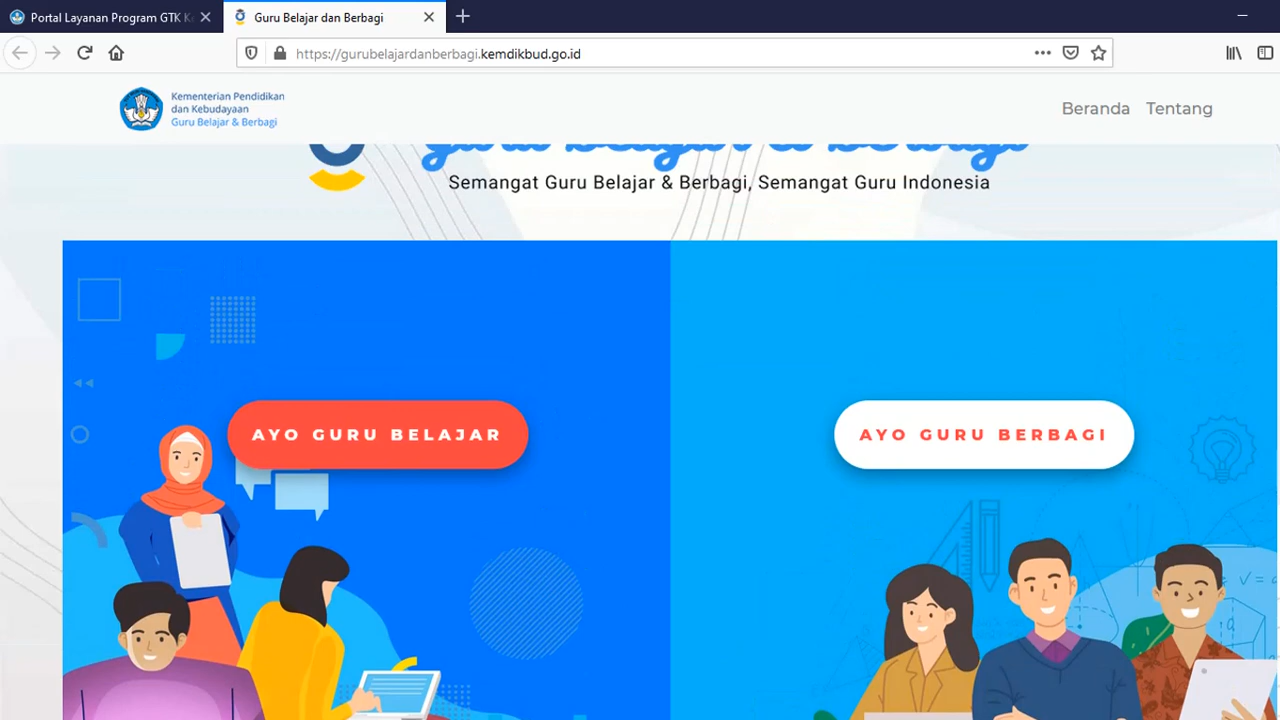 Portal Layanan Program GTK
Guru Belajar dan Berbagi
https://gurubelajardanberbagi.kemdikbud.go.id
Kementerian Pendidikan
dan Kebudayaan
Guru Belajar & Berbagi
Beranda Tentang
Semangat Guru Belajar & Berbagi, Semangat Guru Indonesia
AYO GURU BELAJAR
AYO GURU BERBAGI